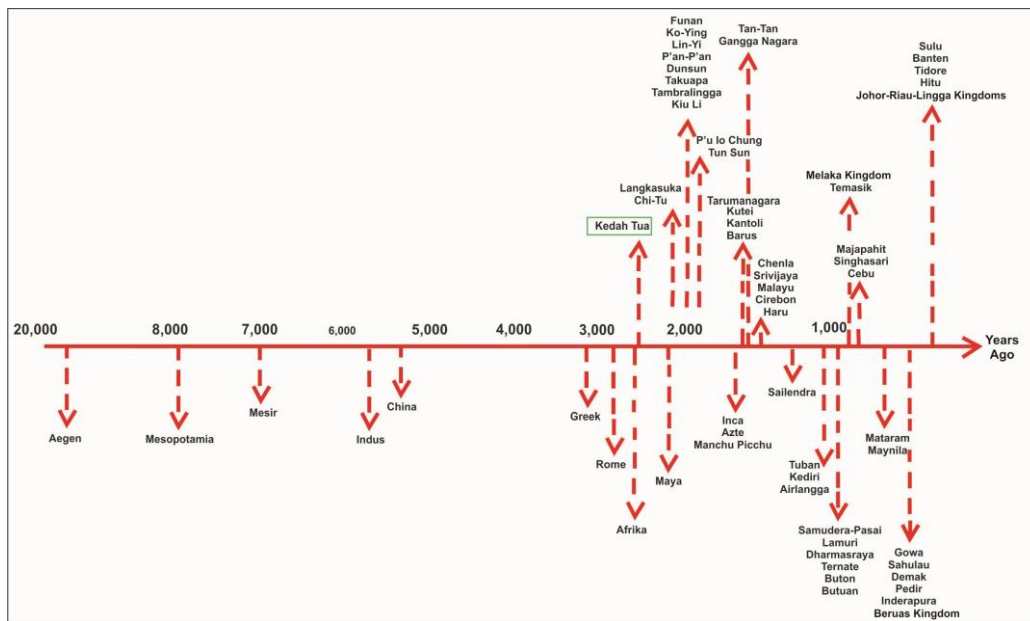 Funan
Ko-Ying
Lin-Yi
P'an-P'an
Dunsun
Takuapa
Tambralingga
Kiu Li
Tan-Tan
Gangga Nagara
Sulu
Banten
Tidore
Hitu
Johor-Riau-Lingga Kingdoms
P'u lo Chung
Tun Sun
Langkasuka
Chi-Tu
Kedah Tua
Tarumanagara
Kutei
Kantoli
Barus
Melaka Kingdom
Temasik
Chenla
Srivijaya
Malayu
Cirebon
Haru
Majapahit
Singhasari
Cebu
20,000
8,000
7,000
6,000
5,000
4,000
3,000
2,000
1,000
Years
Ago
Aegen
Mesopotamia
Mesir
Indus
China
Greek
Rome
Afrika
Maya
Inca
Azte
Manchu Picchu
Sailendra
Tuban
Kediri
Airlangga
Samudera-Pasai
Lamuri
Dharmasraya
Ternate
Buton
Butuan
Mataram
Maynila
Gowa
Sahulau
Demak
Pedir
Inderapura
Beruas Kingdom